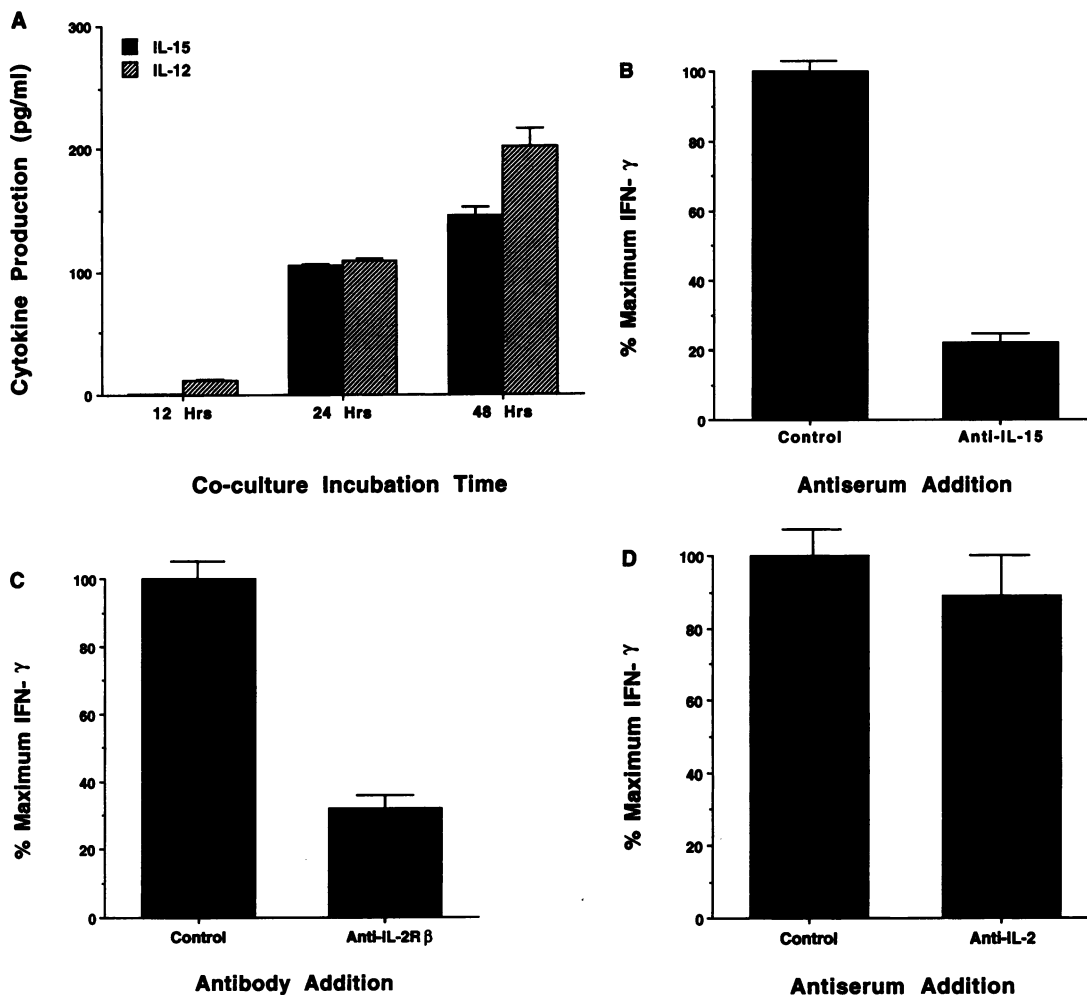 A
300
200
100
0
Cytokine Production (pg/ml)
IL-15
IL-12
12 Hrs
24 Hrs
48 Hrs
Co-culture Incubation Time
B
100
80
60
40
20
0
% Maximum IFN- γ
Control
Anti-IL-15
Antiserum Addition
C
100
80
60
40
20
0
% Maximum IFN- γ
Control
Anti-IL-2R β
Antibody Addition
D
100
80
60
40
20
0
% Maximum IFN- γ
Control
Anti-IL-2
Antiserum Addition